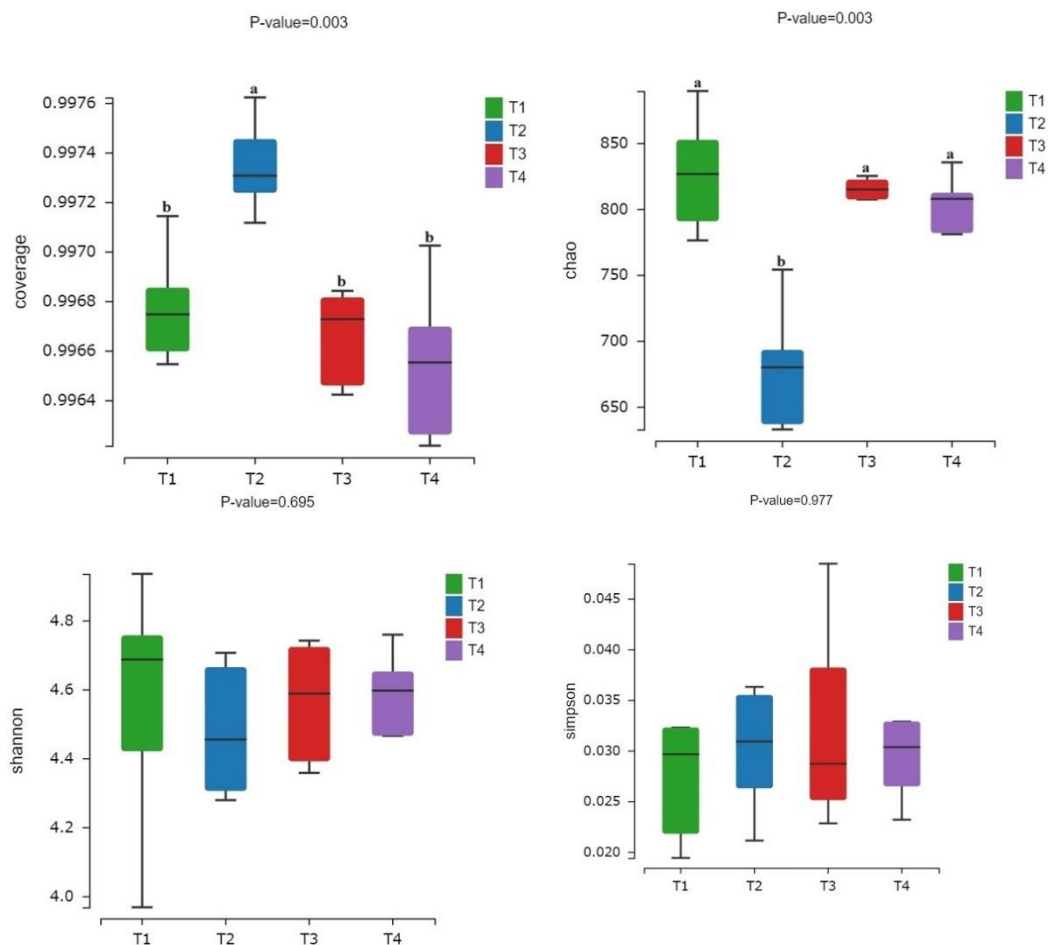 P-value=0.003
coverage
0.9976
0.9974
0.9972
0.9970
0.9968
0.9966
0.9964
b
a
b
b
T1
T2
T3
T4
T1
T2
T3
T4
P-value=0.003
chao
850
800
750
700
650
a
b
a
a
T1
T2
T3
T4
T1
T2
T3
T4
P-value=0.695
shannon
4.8
4.6
4.4
4.2
4.0
T1
T2
T3
T4
T1
T2
T3
T4
P-value=0.977
simpson
0.045
0.040
0.035
0.030
0.025
0.020
T1
T2
T3
T4
T1
T2
T3
T4